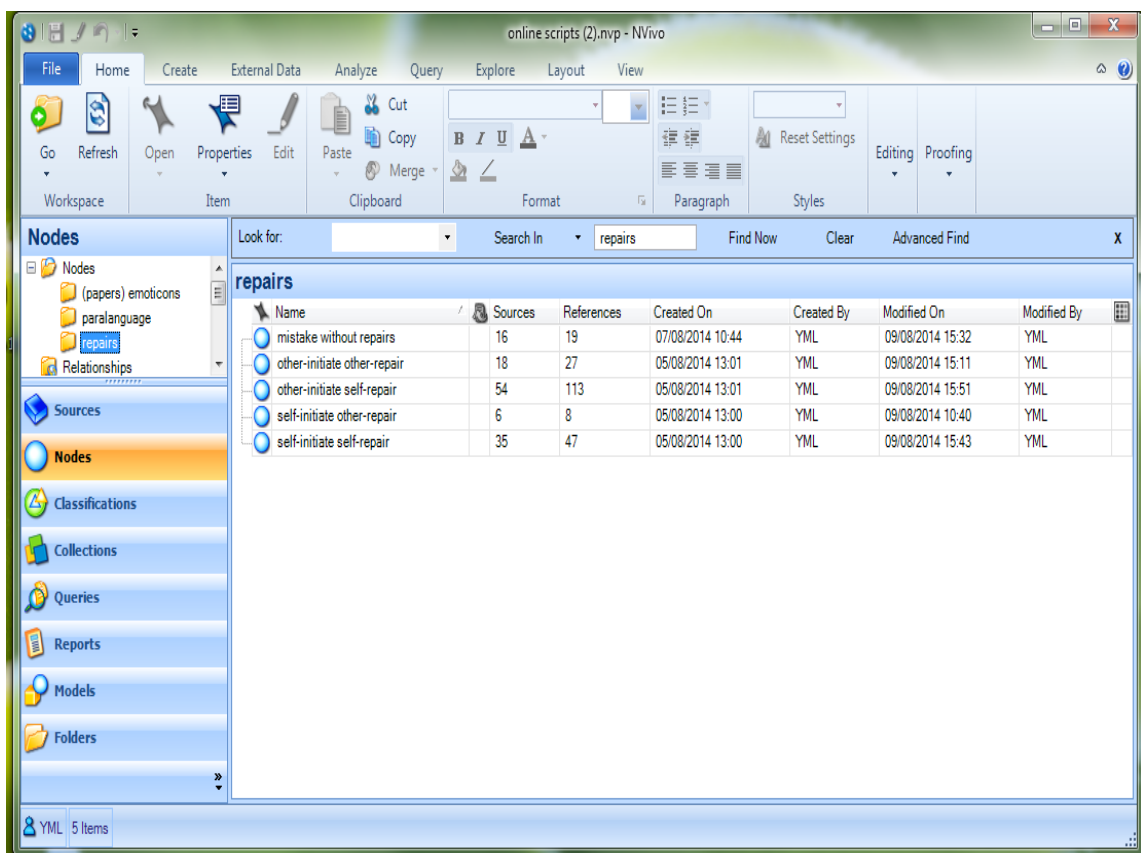 online scripts (2).nvp - NVivo
File Home Create External Data Analyze Query Explore Layout View
Go Refresh Open Properties Edit Paste Cut Copy Merge B I U A Reset Settings Editing Proofing
Workspace Item Clipboard Format Paragraph Styles
Nodes
Look for: Search In repairs Find Now Clear Advanced Find X
Nodes
(papers) emoticons
paralanguage
repairs
Relationships
Sources
Nodes
Classifications
Collections
Queries
Reports
Models
Folders
repairs
Name Sources References Created On Created By Modified On Modified By
mistake without repairs 16 19 07/08/2014 10:44 YML 09/08/2014 15:32 YML
other-initiate other-repair 18 27 05/08/2014 13:01 YML 09/08/2014 15:11 YML
other-initiate self-repair 54 113 05/08/2014 13:01 YML 09/08/2014 15:51 YML
self-initiate other-repair 6 8 05/08/2014 13:00 YML 09/08/2014 10:40 YML
self-initiate self-repair 35 47 05/08/2014 13:00 YML 09/08/2014 15:43 YML
YML 5 Items